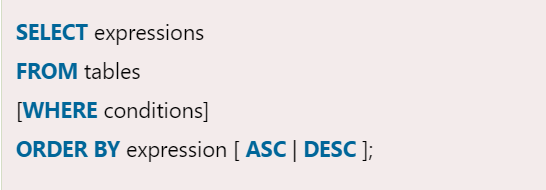 SELECT expressions
FROM tables
[WHERE conditions]
ORDER BY expression [ ASC | DESC ];